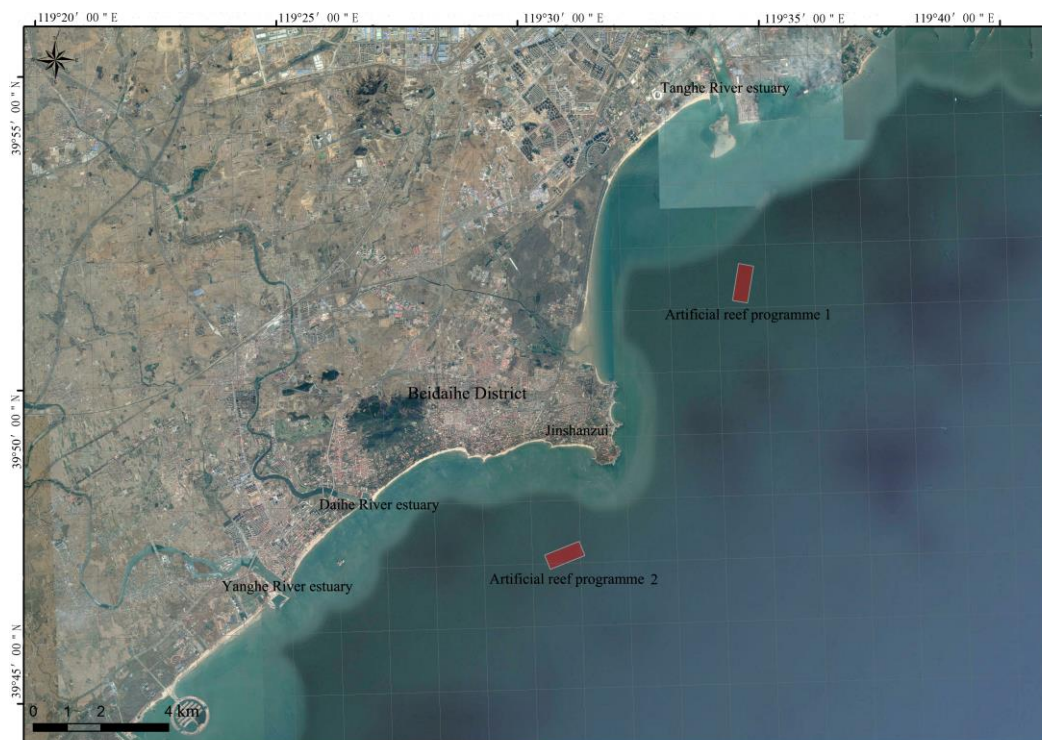 119°20′ 00″ E
119°25′ 00″ E
119°30′ 00″ E
119°35′ 00″ E
119°40′ 00″ E
39°55′ 00″ N
39°50′ 00″ N
39°45′ 00″ N
Tanghe River estuary
Artificial reef programme 1
Beidaihe District
Jinshanzui
Daihe River estuary
Artificial reef programme 2
Yanghe River estuary
0 1 2 4 km